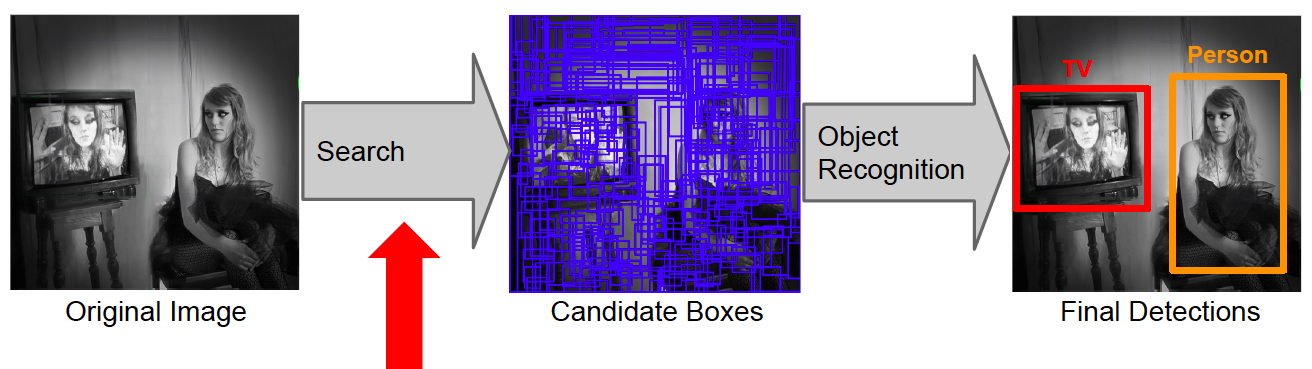 Search
Object
Recognition
TV
Person
Original Image
Candidate Boxes
Final Detections